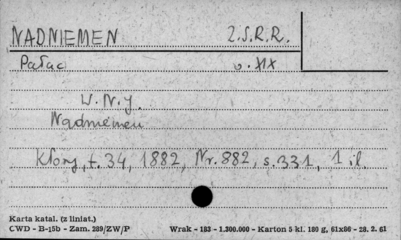 NADNIEMEN Z.S.R.R.
Pałac w. XIX
W. N. y.
Nadniemen
Kłosy, t. 34, 1882, Nr. 882, s. 331, 1 il.
Karta katal. (z liniat.)
CWD - B-15b - Zam. 289/ZW/P Wrak - 183 - 1.300.000 - Karton 5 kl. 180 g, 61x86 - 28. 2. 61